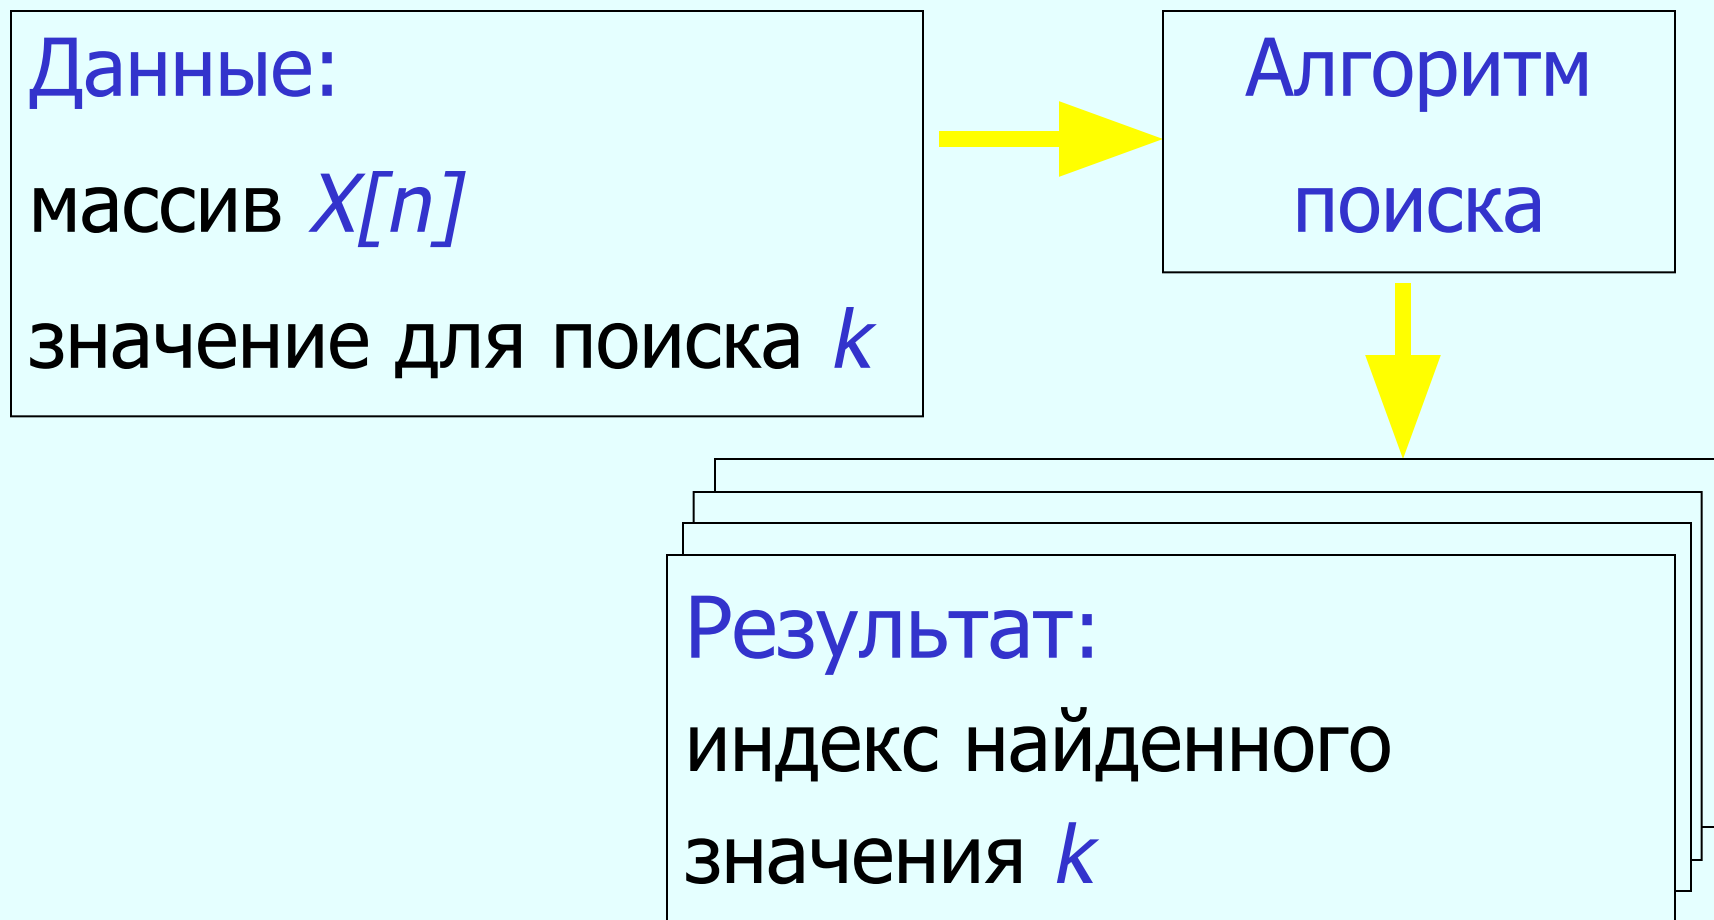 Данные:
массив X[n]
значение для поиска k
Алгоритм
поиска
Результат:
индекс найденного
значения k